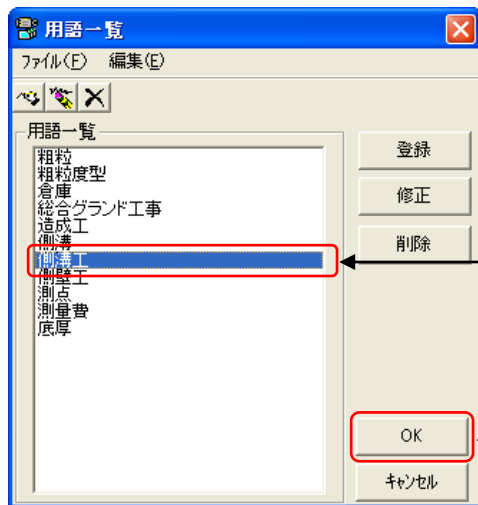 用語一覧
ファイル(F) 編集(E)
用語一覧
粗粒
粗粒度型
倉庫
総合グランド工事
造成工
側溝
側溝工
側壁工
測点
測量費
底厚
登録
修正
削除
OK
キャンセル